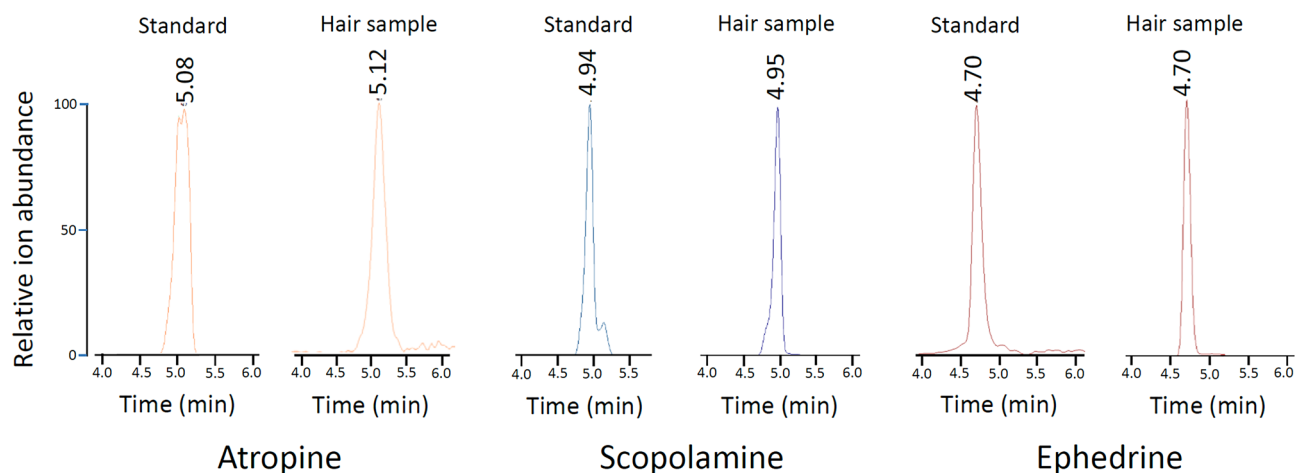 Standard
Hair sample
Standard
Hair sample
Standard
Hair sample
5.08
5.12
4.94
4.95
4.70
4.70
Relative ion abundance
100
50
0
4.0 4.5 5.0 5.5 6.0
4.0 4.5 5.0 5.5 6.0
4.0 4.5 5.0 5.5
4.0 4.5 5.0 5.5 6.0
4.0 4.5 5.0 5.5 6.0
4.0 4.5 5.0 5.5 6.0
Time (min)
Time (min)
Time (min)
Time (min)
Time (min)
Time (min)
Atropine
Scopolamine
Ephedrine